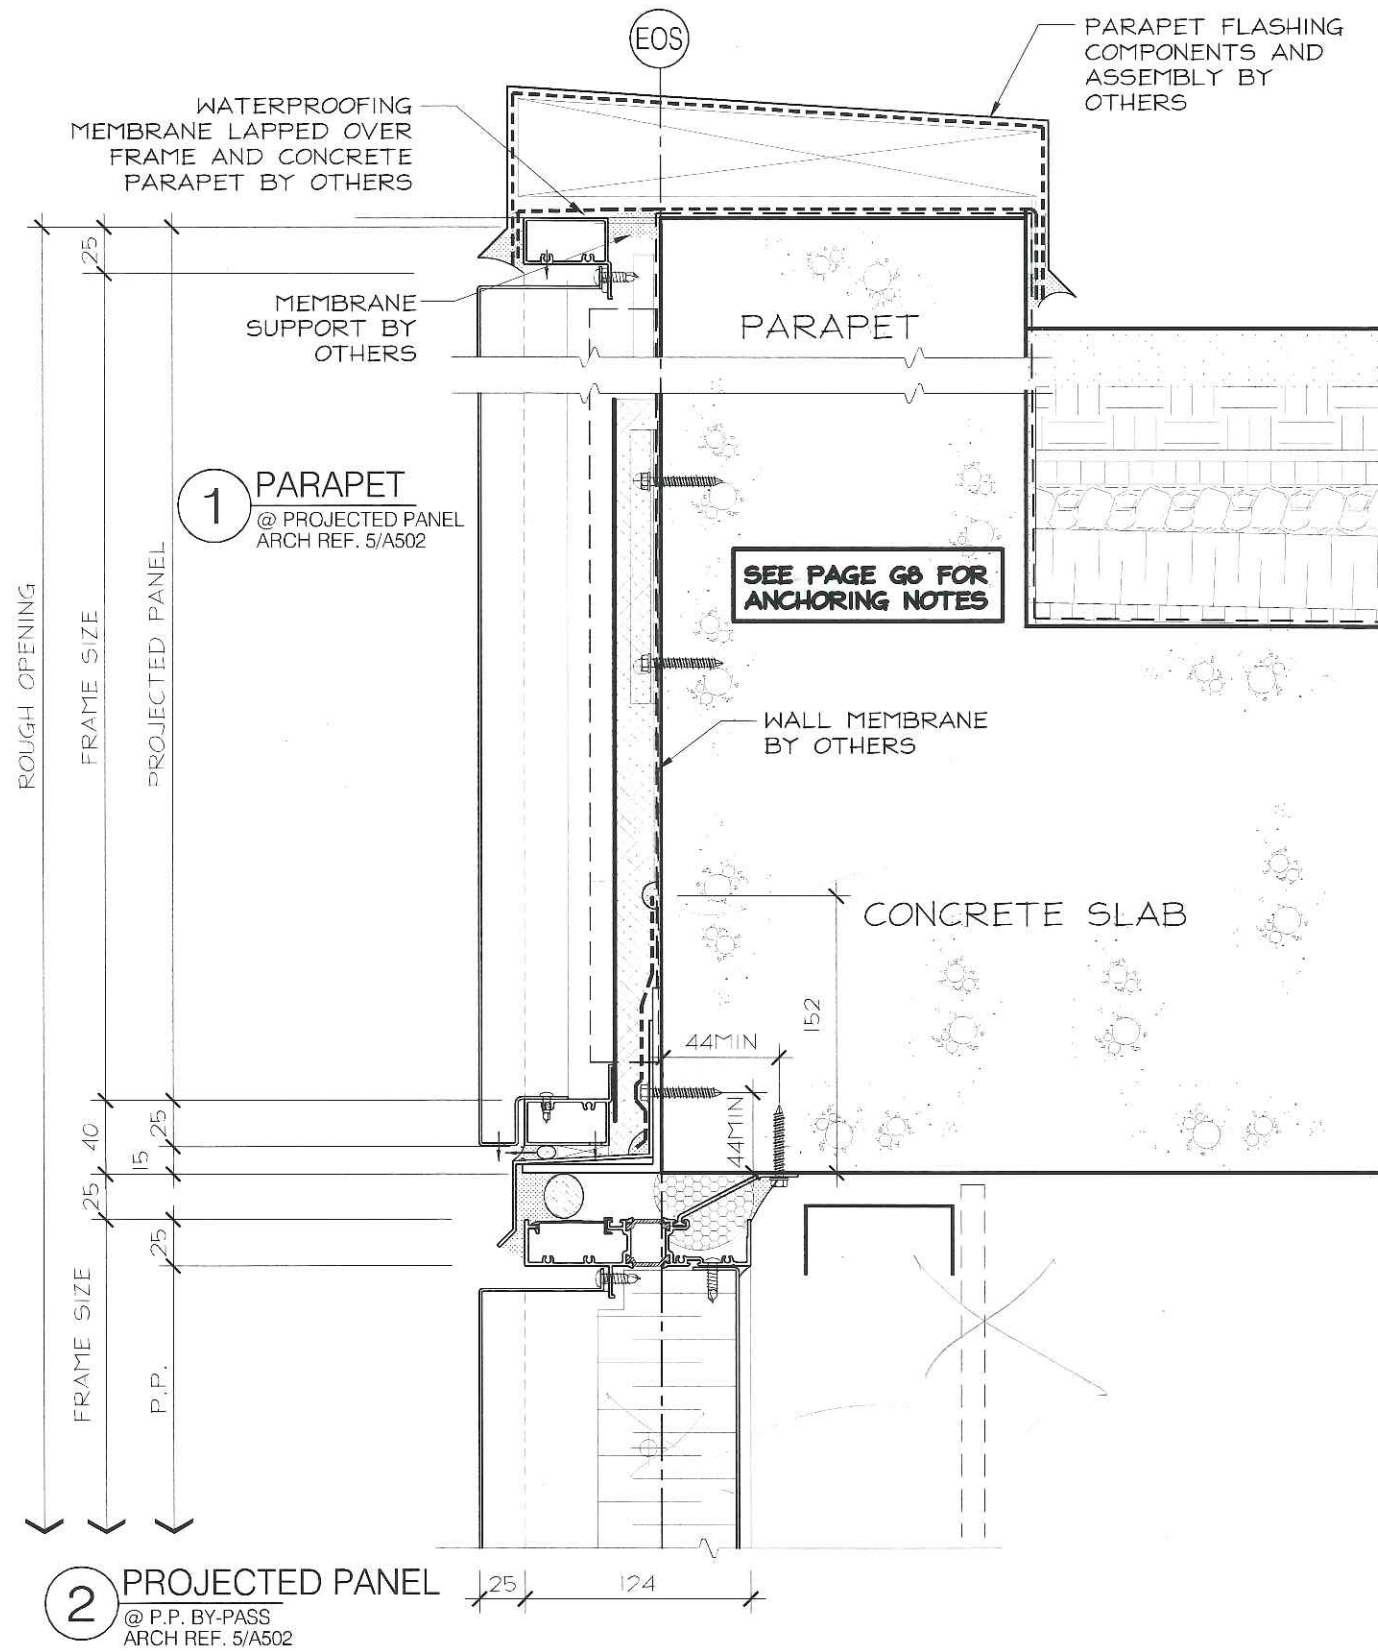 EOS
PARAPET FLASHING
COMPONENTS AND
ASSEMBLY BY
OTHERS
WATERPROOFING
MEMBRANE LAPPED OVER
FRAME AND CONCRETE
PARAPET BY OTHERS
25
MEMBRANE
SUPPORT BY
OTHERS
PARAPET
1
PARAPET
@ PROJECTED PANEL
ARCH REF. 5/A502
SEE PAGE G8 FOR
ANCHORING NOTES
ROUGH OPENING
FRAME SIZE
PROJECTED PANEL
WALL MEMBRANE
BY OTHERS
CONCRETE SLAB
152
44MIN
44MIN
40
25
15
25
25
FRAME SIZE
P.P.
2
PROJECTED PANEL
@ P.P. BY-PASS
ARCH REF. 5/A502
25
124